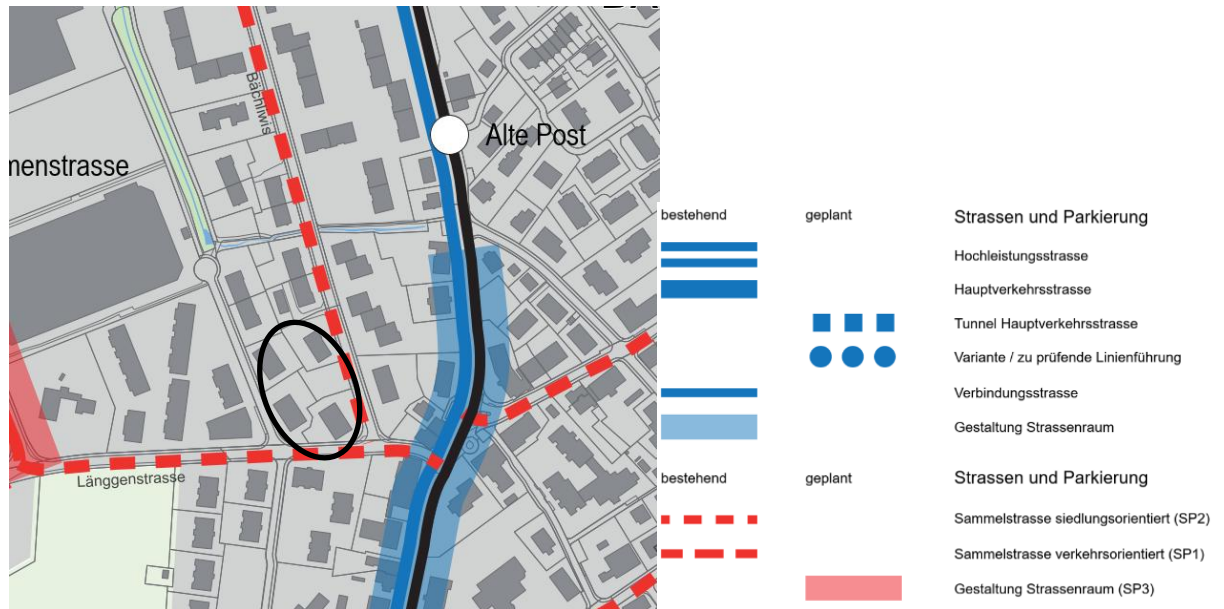 Bächliwis
Alte Post
menstrasse
Länggenstrasse
bestehend geplant Strassen und Parkierung
Hochleistungsstrasse
Hauptverkehrsstrasse
Tunnel Hauptverkehrsstrasse
Variante / zu prüfende Linienführung
Verbindungsstrasse
Gestaltung Strassenraum
bestehend geplant Strassen und Parkierung
Sammelstrasse siedlungsorientiert (SP2)
Sammelstrasse verkehrsorientiert (SP1)
Gestaltung Strassenraum (SP3)